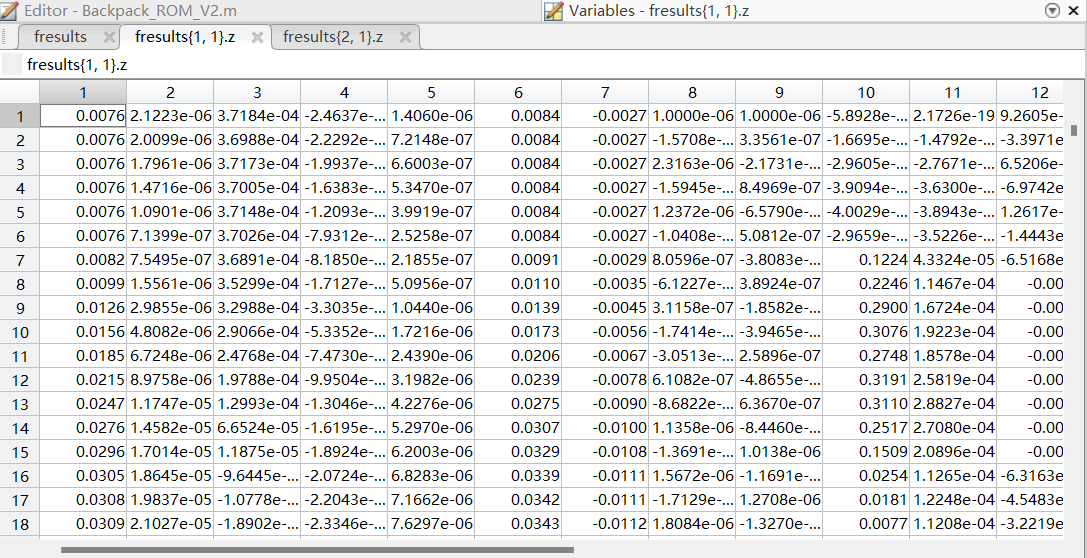 Editor - Backpack_ROM_V2.m Variables - fresults{1, 1}.z
fresults fresults{1, 1}.z fresults{2, 1}.z
fresults{1, 1}.z
1 2 3 4 5 6 7 8 9 10 11 12
1 0.0076 2.1223e-06 3.7184e-04 -2.4637e-... 1.4060e-06 0.0084 -0.0027 1.0000e-06 1.0000e-06 -5.8928e-... 2.1726e-19 9.2605e-
2 0.0076 2.0099e-06 3.6988e-04 -2.2292e-... 7.2148e-07 0.0084 -0.0027 -1.5708e-... 3.3561e-07 -1.6695e-... -1.4792e-... -3.3971e-
3 0.0076 1.7961e-06 3.7173e-04 -1.9937e-... 6.6003e-07 0.0084 -0.0027 2.3163e-06 -2.1731e-... -2.9605e-... -2.7671e-... 6.5206e-
4 0.0076 1.4716e-06 3.7005e-04 -1.6383e-... 5.3470e-07 0.0084 -0.0027 -1.5945e-... 8.4969e-07 -3.9094e-... -3.6300e-... -6.9742e-
5 0.0076 1.0901e-06 3.7148e-04 -1.2093e-... 3.9919e-07 0.0084 -0.0027 1.2372e-06 -6.5790e-... -4.0029e-... -3.8943e-... 1.2617e-
6 0.0076 7.1399e-07 3.7026e-04 -7.9312e-... 2.5258e-07 0.0084 -0.0027 -1.0408e-... 5.0812e-07 -2.9659e-... -3.5226e-... -1.4443e-
7 0.0082 7.5495e-07 3.6891e-04 -8.1850e-... 2.1855e-07 0.0091 -0.0029 8.0596e-07 -3.8083e-... 0.1224 4.3324e-05 -6.5168e-
8 0.0099 1.5561e-06 3.5299e-04 -1.7127e-... 5.0956e-07 0.0110 -0.0035 -6.1227e-... 3.8924e-07 0.2246 1.1467e-04 -0.00
9 0.0126 2.9855e-06 3.2988e-04 -3.3035e-... 1.0440e-06 0.0139 -0.0045 3.1158e-07 -1.8582e-... 0.2900 1.6724e-04 -0.00
10 0.0156 4.8082e-06 2.9066e-04 -5.3352e-... 1.7216e-06 0.0173 -0.0056 -1.7414e-... -3.9465e-... 0.3076 1.9223e-04 -0.00
11 0.0185 6.7248e-06 2.4768e-04 -7.4730e-... 2.4390e-06 0.0206 -0.0067 -3.0513e-... 2.5896e-07 0.2748 1.8578e-04 -0.00
12 0.0215 8.9758e-06 1.9788e-04 -9.9504e-... 3.1982e-06 0.0239 -0.0078 6.1082e-07 -4.8655e-... 0.3191 2.5819e-04 -0.00
13 0.0247 1.1747e-05 1.2993e-04 -1.3046e-... 4.2276e-06 0.0275 -0.0090 -8.6822e-... 6.3670e-07 0.3110 2.8827e-04 -0.00
14 0.0276 1.4582e-05 6.6524e-05 -1.6195e-... 5.2970e-06 0.0307 -0.0100 1.1358e-06 -8.4460e-... 0.2517 2.7080e-04 -0.00
15 0.0296 1.7014e-05 1.1875e-05 -1.8924e-... 6.2003e-06 0.0329 -0.0108 -1.3691e-... 1.0138e-06 0.1509 2.0896e-04 -0.00
16 0.0305 1.8645e-05 -9.6445e-... -2.0724e-... 6.8283e-06 0.0339 -0.0111 1.5672e-06 -1.1691e-... 0.0254 1.1265e-04 -6.3163e
17 0.0308 1.9837e-05 -1.0778e-... -2.2043e-... 7.1662e-06 0.0342 -0.0111 -1.7129e-... 1.2708e-06 0.0181 1.2248e-04 -4.5483e
18 0.0309 2.1027e-05 -1.8902e-... -2.3346e-... 7.6297e-06 0.0343 -0.0112 1.8084e-06 -1.3270e-... 0.0077 1.1208e-04 -3.2219e